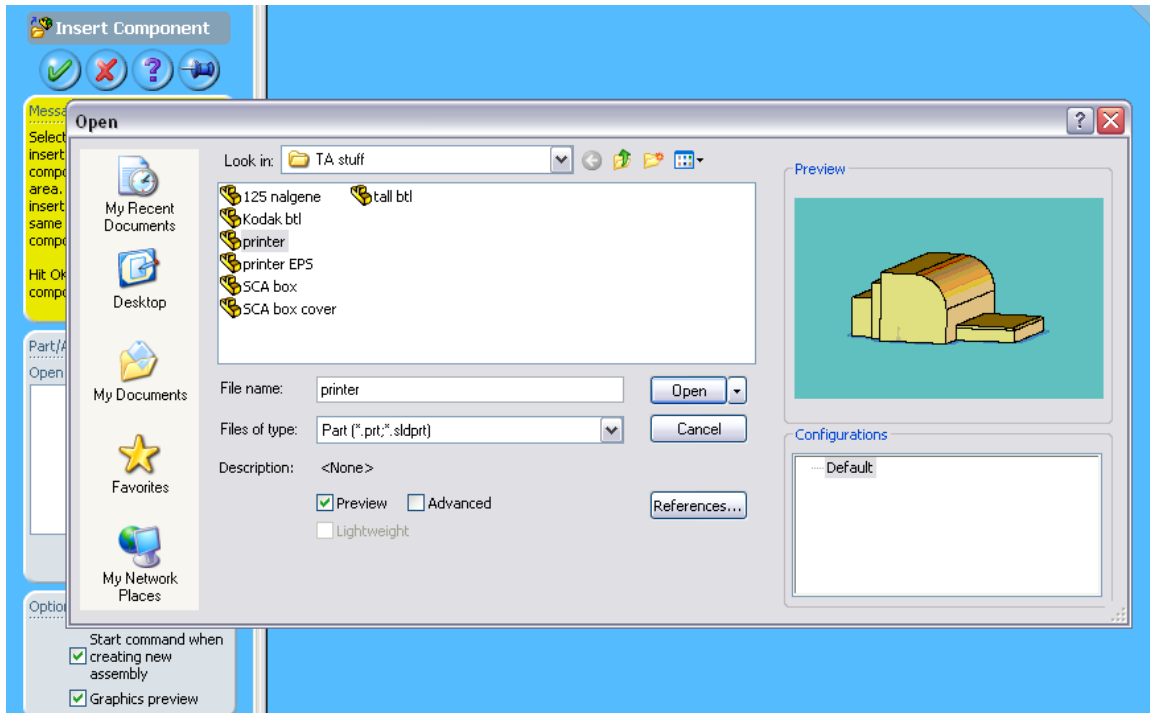 Insert Component
Messa
Select
insert
compo
area.
insert
same
compo
Hit Ok
compo
Part/A
Open
Optio
Start command when
creating new
assembly
Graphics preview
Open
Look in: TA stuff
My Recent
Documents
Desktop
My Documents
Favorites
My Network
Places
125 nalgene tall btl
Kodak btl
printer
printer EPS
SCA box
SCA box cover
File name: printer Open
Files of type: Part (*.prt;*.sldprt) Cancel
Description: <None>
Preview Advanced
References...
Lightweight
Preview
Configurations
Default